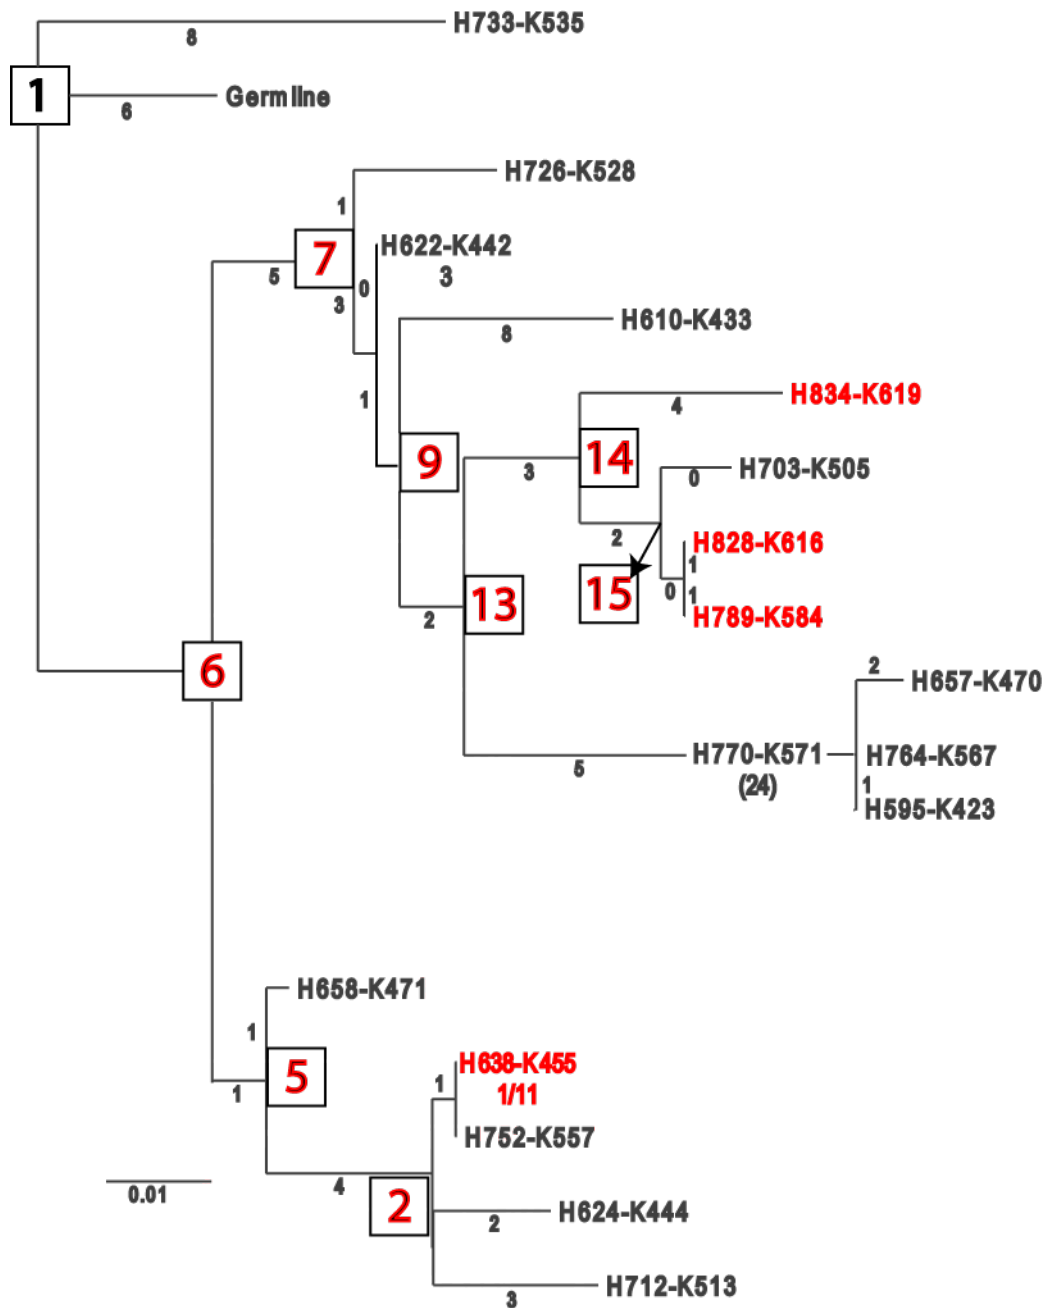 H733-K535
8
1
Germline
6
H726-K528
1
7
H622-K442
3
5
0
3
H610-K433
8
1
H834-K619
4
9
14
H703-K505
3
0
2
H828-K616
1
15
0
1
H789-K584
13
2
6
2
H657-K470
H770-K571
(24)
H764-K567
5
1
H595-K423
H658-K471
1
5
1
H638-K455
1/11
1
H752-K557
4
0.01
2
H624-K444
2
H712-K513
3